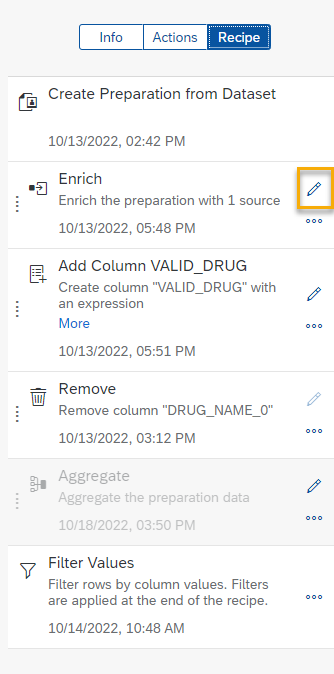 Info Actions Recipe
Create Preparation from Dataset
10/13/2022, 02:42 PM
Enrich
Enrich the preparation with 1 source
10/13/2022, 05:48 PM
Add Column VALID_DRUG
Create column "VALID_DRUG" with
an expression
More
10/13/2022, 05:51 PM
Remove
Remove column "DRUG_NAME_0"
10/13/2022, 03:12 PM
Aggregate
Aggregate the preparation data
10/18/2022, 03:50 PM
Filter Values
Filter rows by column values. Filters
are applied at the end of the recipe.
10/14/2022, 10:48 AM